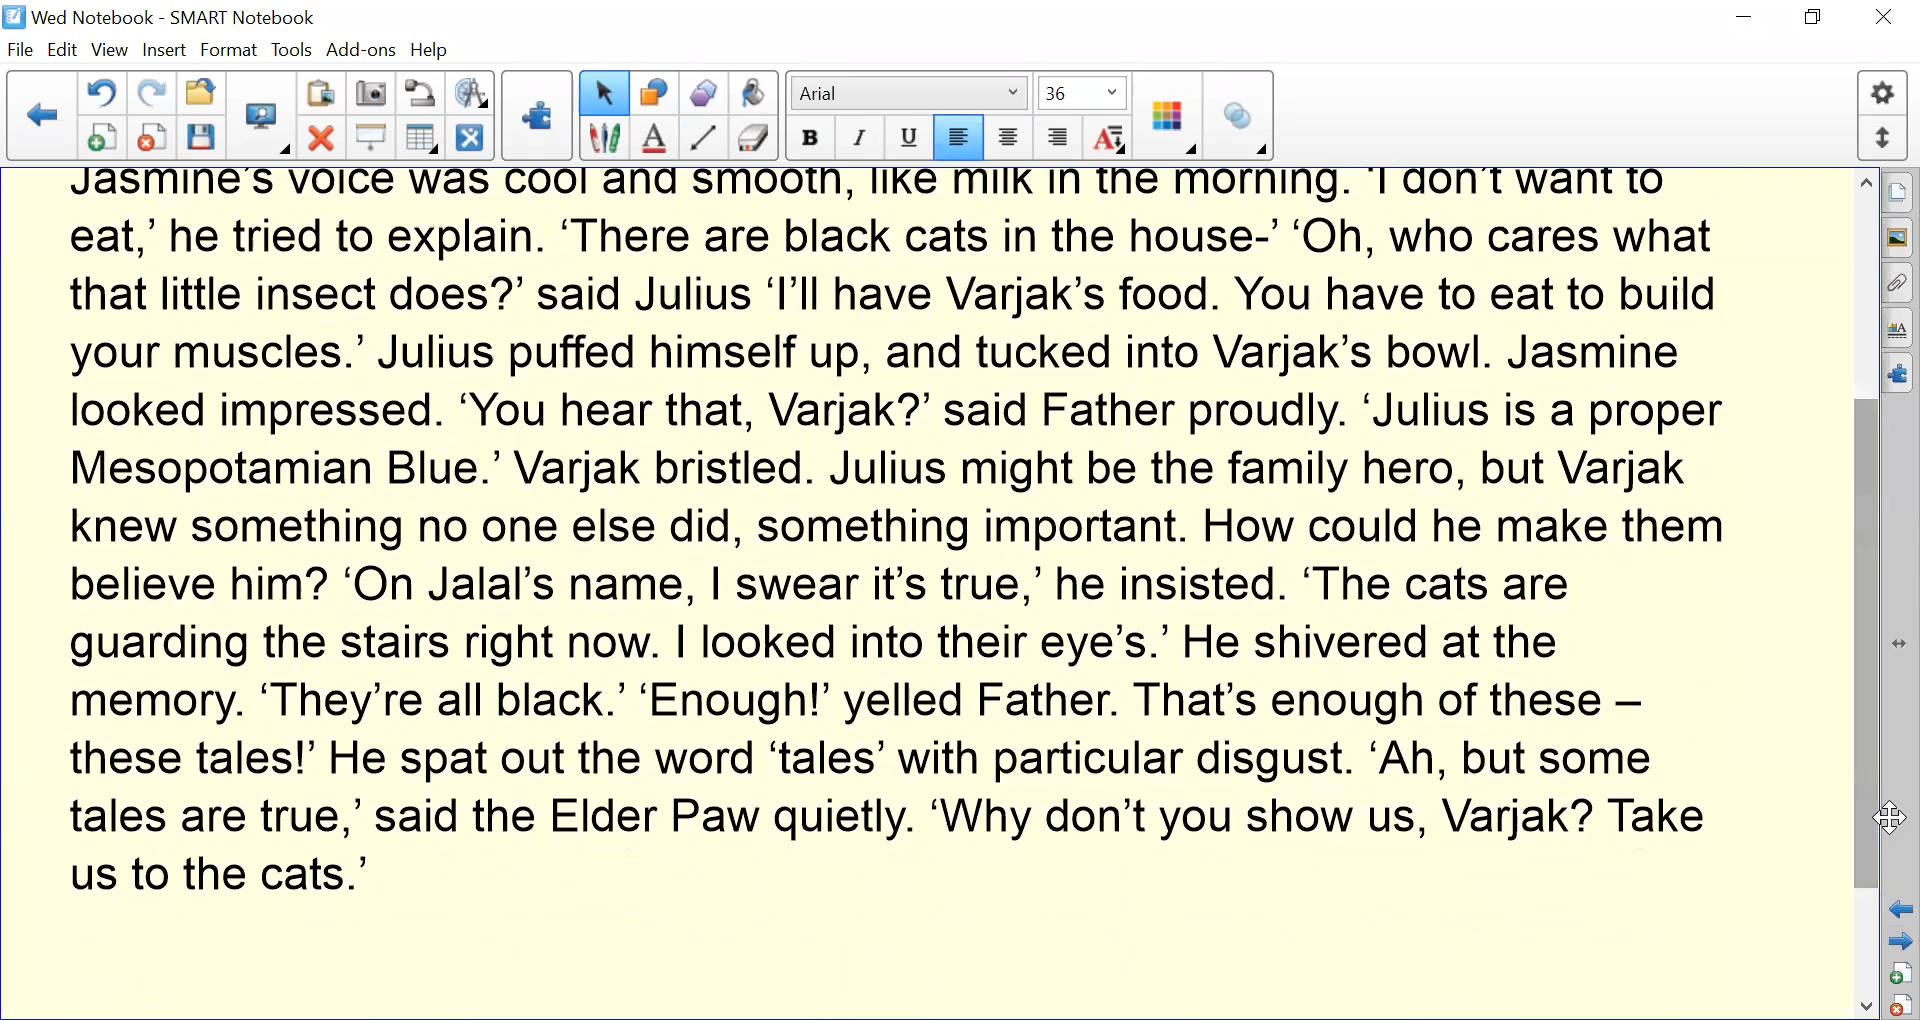 Wed Notebook - SMART Notebook
File Edit View Insert Format Tools Add-ons Help
Arial 36
B I U A
Jasmine’s voice was cool and smooth, like milk in the morning. ‘I don’t want to
eat,’ he tried to explain. ‘There are black cats in the house-’ ‘Oh, who cares what
that little insect does?’ said Julius ‘I’ll have Varjak’s food. You have to eat to build
your muscles.’ Julius puffed himself up, and tucked into Varjak’s bowl. Jasmine
looked impressed. ‘You hear that, Varjak?’ said Father proudly. ‘Julius is a proper
Mesopotamian Blue.’ Varjak bristled. Julius might be the family hero, but Varjak
knew something no one else did, something important. How could he make them
believe him? ‘On Jalal’s name, I swear it’s true,’ he insisted. ‘The cats are
guarding the stairs right now. I looked into their eye’s.’ He shivered at the
memory. ‘They’re all black.’ ‘Enough!’ yelled Father. That’s enough of these –
these tales!’ He spat out the word ‘tales’ with particular disgust. ‘Ah, but some
tales are true,’ said the Elder Paw quietly. ‘Why don’t you show us, Varjak? Take
us to the cats.’